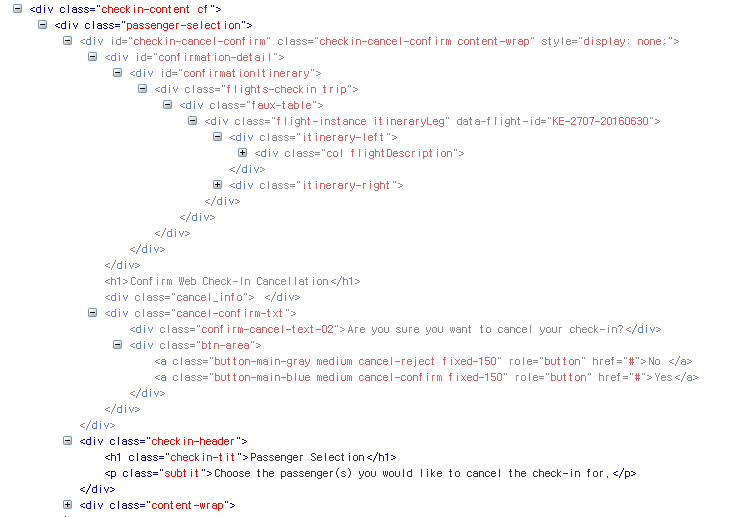 <div class="checkin-content cf">
<div class="passenger-selection">
<div id="checkin-cancel-confirm" class="checkin-cancel-confirm content-wrap" style="display: none;">
<div id="confirmation-detail">
<div id="confirmationItinerary">
<div class="flights-checkin trip">
<div class="faux-table">
<div class="flight-instance itineraryLeg" data-flight-id="KE-2707-20160630">
<div class="itinerary-left">
<div class="col flightDescription">
</div>
<div class="itinerary-right">
</div>
</div>
</div>
</div>
</div>
<h1>Confirm Web Check-In Cancellation</h1>
<div class="cancel_info"> </div>
<div class="cancel-confirm-txt">
<div class="confirm-cancel-text-02">Are you sure you want to cancel your check-in?</div>
<div class="btn-area">
<a class="button-main-gray medium cancel-reject fixed-150" role="button" href="#">No </a>
<a class="button-main-blue medium cancel-confirm fixed-150" role="button" href="#">Yes</a>
</div>
</div>
</div>
<div class="checkin-header">
<h1 class="checkin-tit">Passenger Selection</h1>
<p class="subtit">Choose the passenger(s) you would like to cancel the check-in for.</p>
</div>
<div class="content-wrap">